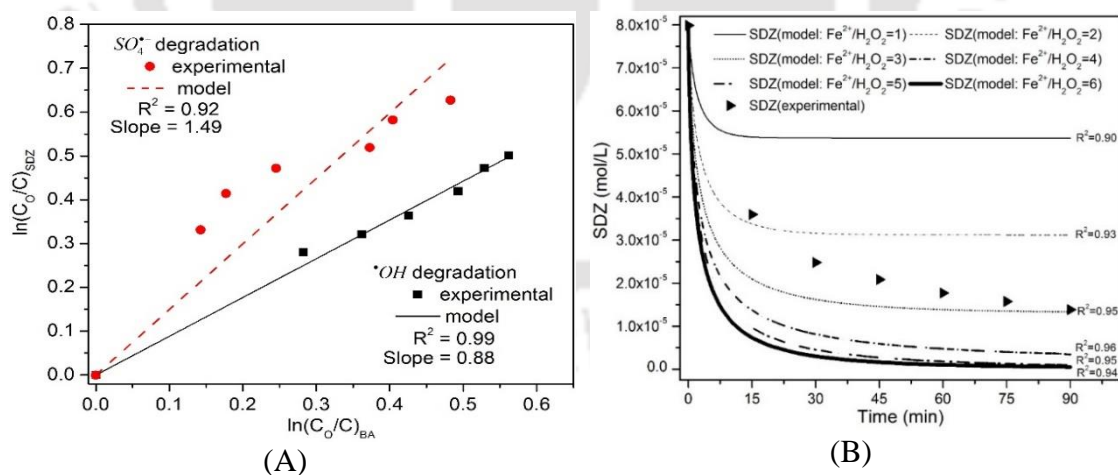 0.8
0.7
0.6
0.5
0.4
0.3
0.2
0.1
0.0
ln(C₀/C)SDZ
SO₄•− degradation
experimental
model
R² = 0.92
Slope = 1.49
•OH degradation
experimental
model
R² = 0.99
Slope = 0.88
0.0 0.1 0.2 0.3 0.4 0.5 0.6
ln(C₀/C)BA
(A)
B
8.0x10⁻⁵
7.0x10⁻⁵
6.0x10⁻⁵
5.0x10⁻⁵
4.0x10⁻⁵
3.0x10⁻⁵
2.0x10⁻⁵
1.0x10⁻⁵
0.0
SDZ (mol/L)
SDZ(model: Fe²⁺/H₂O₂=1) SDZ(model: Fe²⁺/H₂O₂=2)
SDZ(model: Fe²⁺/H₂O₂=3) SDZ(model: Fe²⁺/H₂O₂=4)
SDZ(model: Fe²⁺/H₂O₂=5) SDZ(model: Fe²⁺/H₂O₂=6)
SDZ(experimental)
R²=0.90
R²=0.93
R²=0.95
R²=0.96
R²=0.95
R²=0.94
0 15 30 45 60 75 90
Time (min)
(B)